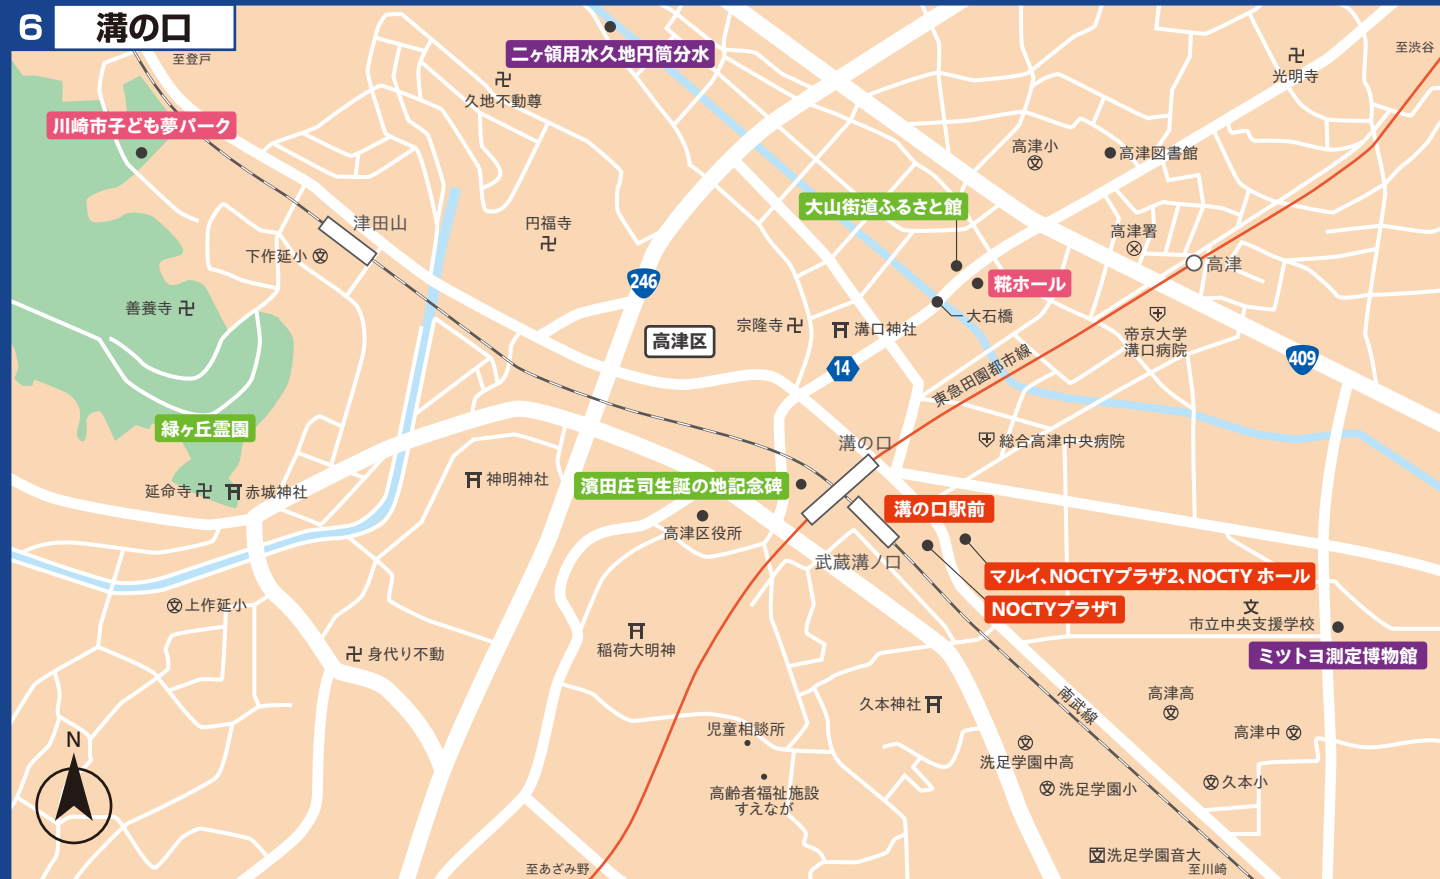 6 溝の口
至登戸
二ヶ領用水久地円筒分水
久地不動尊
至渋谷
光明寺
川崎市子ども夢パーク
高津小
文
高津図書館
津田山
円福寺
大山街道ふるさと館
高津署
下作延小 文
高津
246
糀ホール
善養寺
大石橋
宗隆寺
溝口神社
高津区
帝京大学
溝口病院
14
東急田園都市線
409
緑ヶ丘霊園
溝の口
総合高津中央病院
延命寺
赤城神社
神明神社
濱田庄司生誕の地記念碑
溝の口駅前
高津区役所
武蔵溝ノ口
マルイ、NOCTYプラザ2、NOCTY ホール
文 上作延小
NOCTYプラザ1
文
市立中央支援学校
身代り不動
稲荷大明神
ミツトヨ測定博物館
久本神社
南武線
高津高
文
児童相談所
高津中 文
文
洗足学園中高
N
高齢者福祉施設
すえなが
文 洗足学園小
文 久本小
文 洗足学園音大
至あざみ野
至川崎